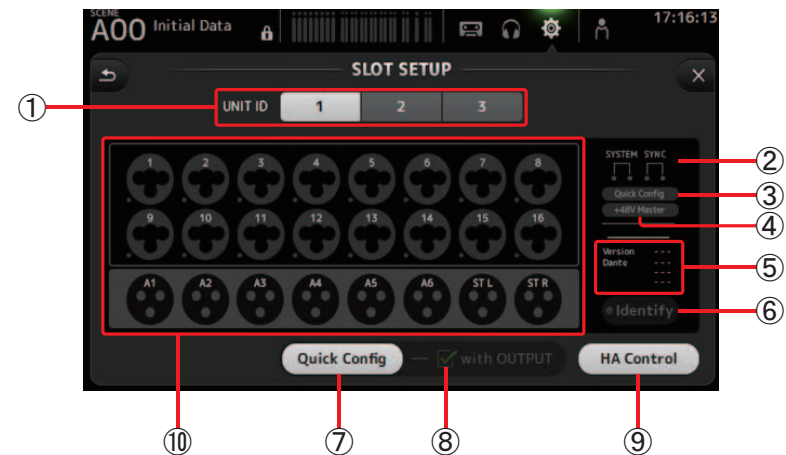 SCENE
A00 Initial Data
17:16:13
SLOT SETUP
① UNIT ID 1 2 3
1 2 3 4 5 6 7 8
SYSTEM SYNC ②
Quick Config ③
+48V Master ④
9 10 11 12 13 14 15 16
Version --- ⑤
Dante ---
---
---
A1 A2 A3 A4 A5 A6 ST L ST R
Identify ⑥
Quick Config with OUTPUT HA Control
⑩ ⑦ ⑧ ⑨